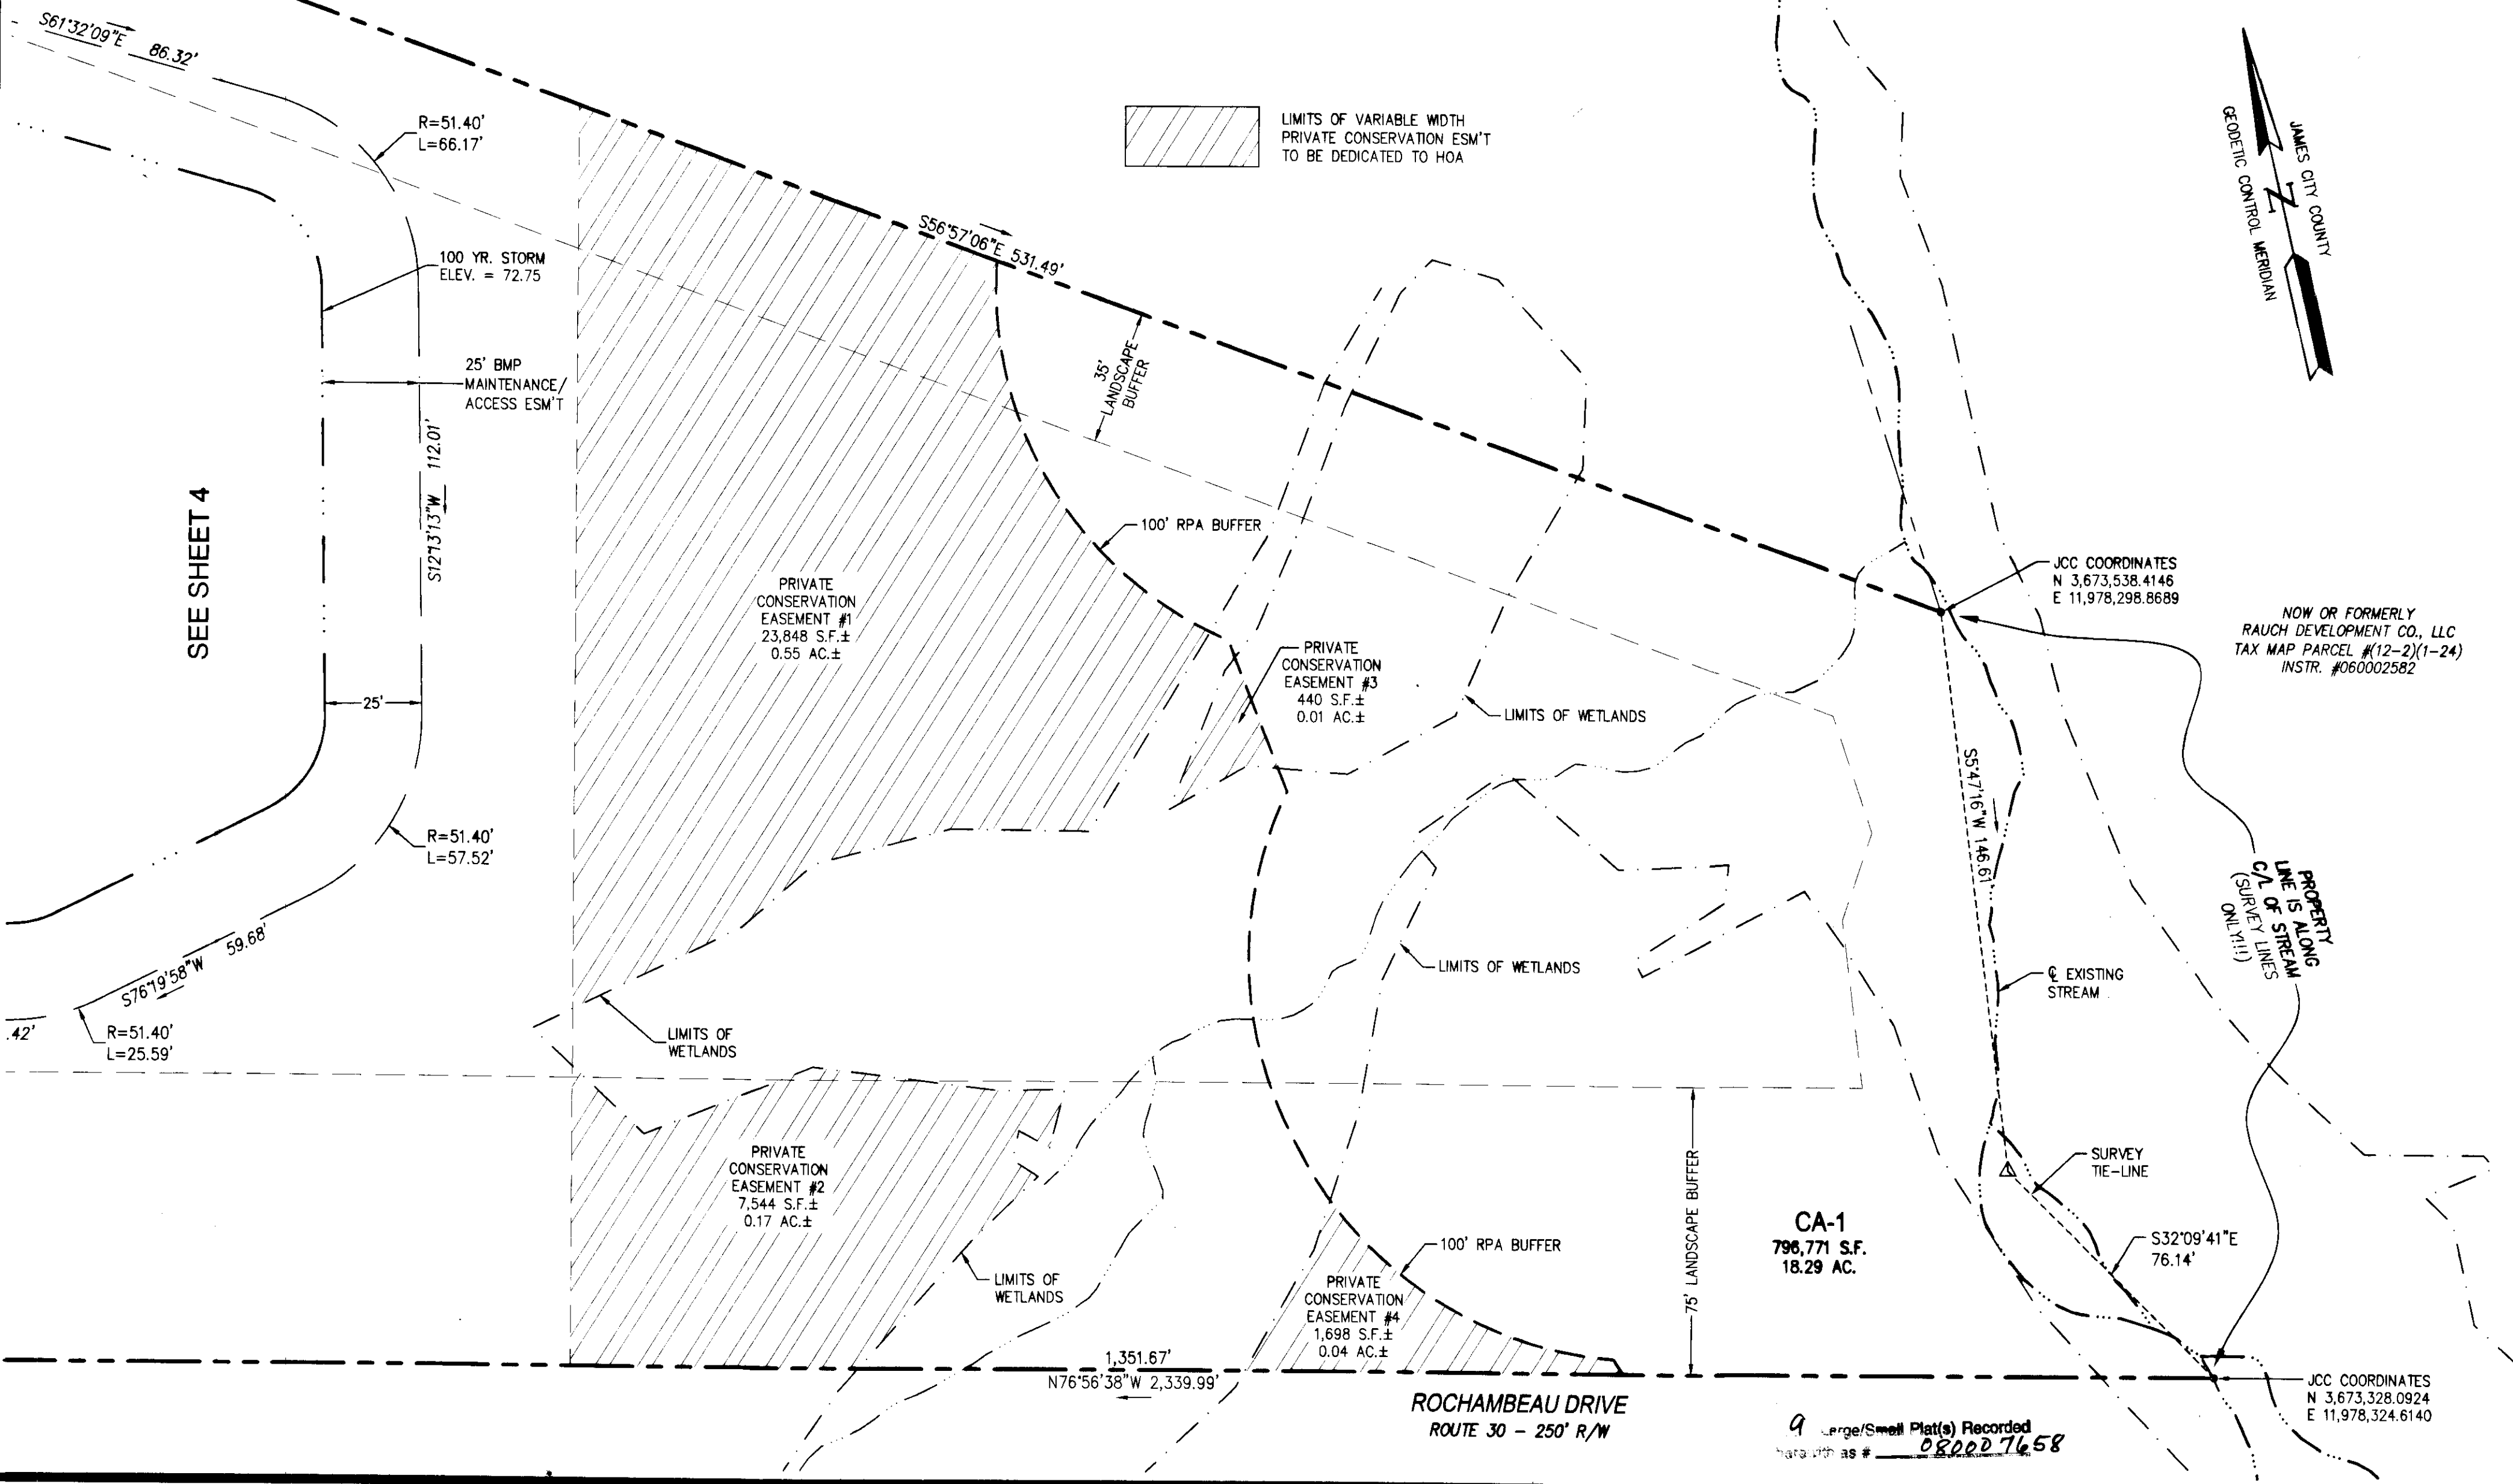 S61°32'09"E 86.32'
R=51.40'
L=66.17'
100 YR. STORM
ELEV. = 72.75
25' BMP
MAINTENANCE/
ACCESS ESM'T
S12°13'13"W 112.01'
SEE SHEET 4
25'
R=51.40'
L=57.52'
S76°19'58"W 59.68'
.42'
R=51.40'
L=25.59'
LIMITS OF VARIABLE WIDTH
PRIVATE CONSERVATION ESM'T
TO BE DEDICATED TO HOA
JAMES CITY COUNTY
GEODETIC CONTROL MERIDIAN
N
S56°57'06"E 531.49'
35'
LANDSCAPE
BUFFER
100' RPA BUFFER
PRIVATE
CONSERVATION
EASEMENT #1
23,848 S.F.±
0.55 AC.±
PRIVATE
CONSERVATION
EASEMENT #3
440 S.F.±
0.01 AC.±
LIMITS OF WETLANDS
JCC COORDINATES
N 3,673,538.4146
E 11,978,298.8689
NOW OR FORMERLY
RAUCH DEVELOPMENT CO., LLC
TAX MAP PARCEL #(12-2)(1-24)
INSTR. #060002582
S5°47'16"W 146.61'
PROPERTY
LINE IS ALONG
C/L OF STREAM
(SURVEY LINES
ONLY!!!)
LIMITS OF WETLANDS
℄ EXISTING
STREAM
LIMITS OF
WETLANDS
PRIVATE
CONSERVATION
EASEMENT #2
7,544 S.F.±
0.17 AC.±
LIMITS OF
WETLANDS
100' RPA BUFFER
PRIVATE
CONSERVATION
EASEMENT #4
1,698 S.F.±
0.04 AC.±
75' LANDSCAPE BUFFER
CA-1
796,771 S.F.
18.29 AC.
SURVEY
TIE-LINE
S32°09'41"E
76.14'
1,351.67'
N76°56'38"W 2,339.99'
ROCHAMBEAU DRIVE
ROUTE 30 - 250' R/W
JCC COORDINATES
N 3,673,328.0924
E 11,978,324.6140
9 Large/Small Plat(s) Recorded
as # 080007658